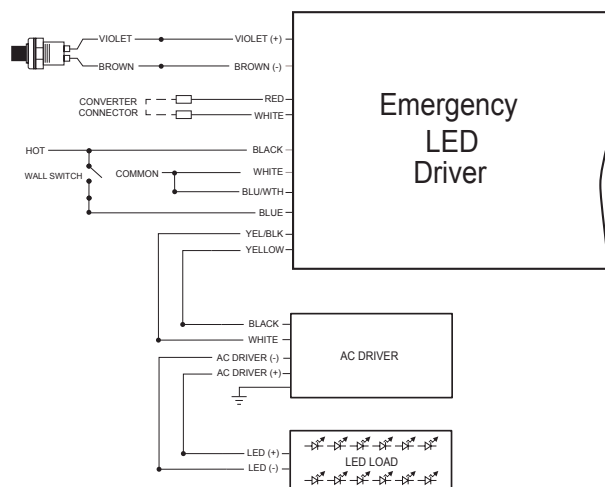 VIOLET VIOLET (+)
BROWN BROWN (-)
CONVERTER
CONNECTOR
RED
WHITE
Emergency
LED
Driver
HOT BLACK
WALL SWITCH
COMMON WHITE
BLU/WTH
BLUE
YEL/BLK
YELLOW
BLACK
WHITE
AC DRIVER (-)
AC DRIVER (+)
AC DRIVER
LED (+)
LED (-)
LED LOAD